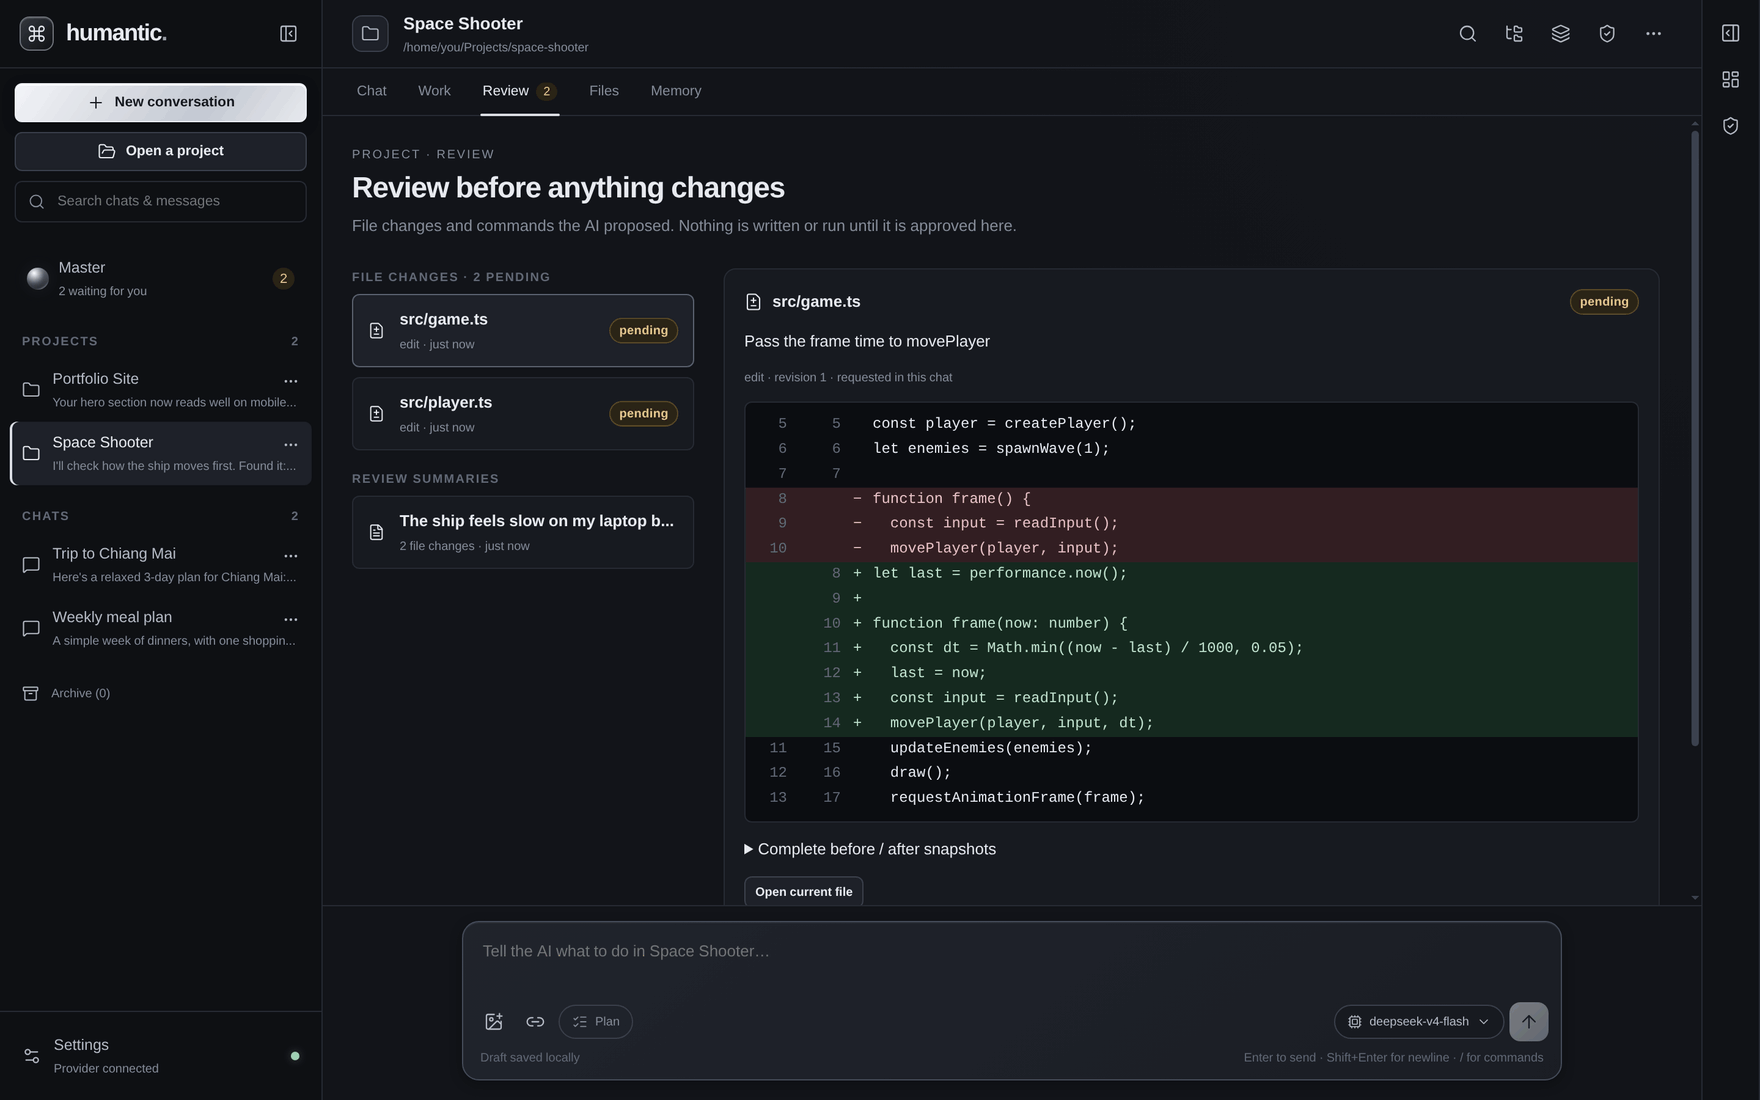 humantic.
New conversation
Open a project
Search chats & messages
Master
2 waiting for you
2
PROJECTS
2
Portfolio Site
Your hero section now reads well on mobile...
Space Shooter
I'll check how the ship moves first. Found it:...
CHATS
2
Trip to Chiang Mai
Here's a relaxed 3-day plan for Chiang Mai:...
Weekly meal plan
A simple week of dinners, with one shoppin...
Archive (0)
Settings
Provider connected
Space Shooter
/home/you/Projects/space-shooter
Chat
Work
Review 2
Files
Memory
PROJECT · REVIEW
Review before anything changes
File changes and commands the AI proposed. Nothing is written or run until it is approved here.
FILE CHANGES · 2 PENDING
src/game.ts
edit · just now
pending
src/player.ts
edit · just now
pending
REVIEW SUMMARIES
The ship feels slow on my laptop b...
2 file changes · just now
src/game.ts
pending
Pass the frame time to movePlayer
edit · revision 1 · requested in this chat
5 5 const player = createPlayer();
6 6 let enemies = spawnWave(1);
7 7
8 − function frame() {
9 − const input = readInput();
10 − movePlayer(player, input);
8 + let last = performance.now();
9 +
10 + function frame(now: number) {
11 + const dt = Math.min((now - last) / 1000, 0.05);
12 + last = now;
13 + const input = readInput();
14 + movePlayer(player, input, dt);
11 15 updateEnemies(enemies);
12 16 draw();
13 17 requestAnimationFrame(frame);
Complete before / after snapshots
Open current file
Tell the AI what to do in Space Shooter…
Plan
deepseek-v4-flash
Draft saved locally
Enter to send · Shift+Enter for newline · / for commands